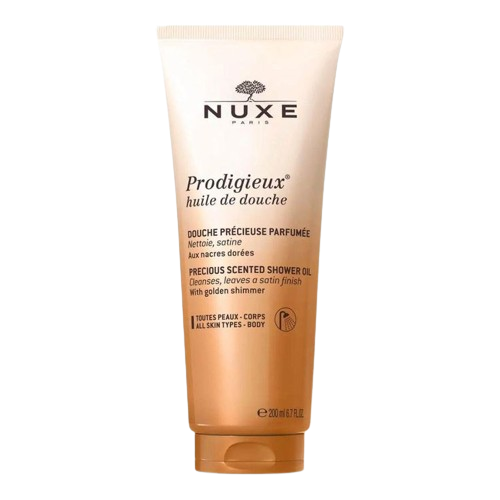 NUXE
PARIS
Prodigieux®
huile de douche
DOUCHE PRÉCIEUSE PARFUMÉE
Nettoie, satine
Aux nacres dorées
PRECIOUS SCENTED SHOWER OIL
Cleanses, leaves a satin finish
With golden shimmer
TOUTES PEAUX - CORPS
ALL SKIN TYPES - BODY
℮ 200 ml 6.7 FL.OZ.